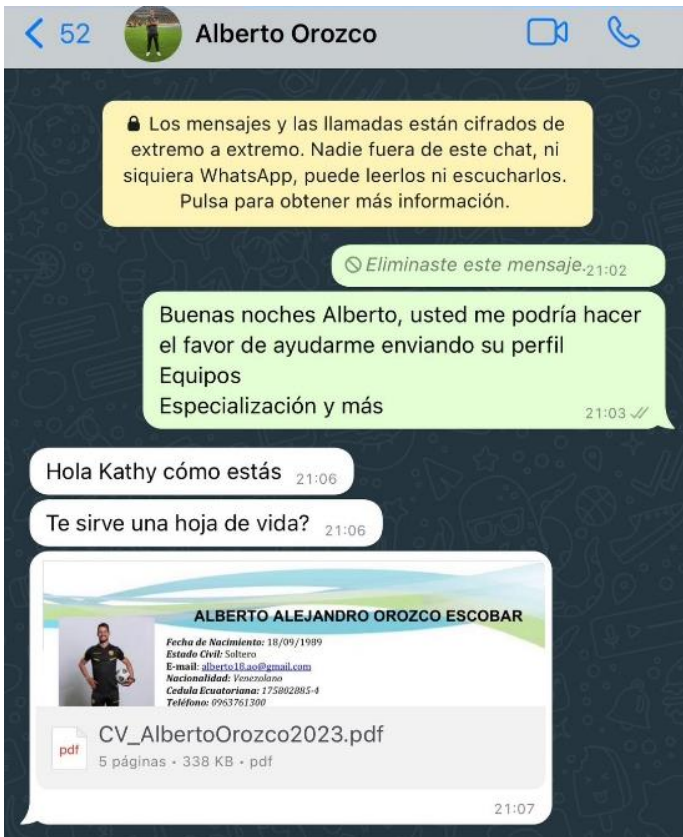 52
Alberto Orozco
Los mensajes y las llamadas están cifrados de
extremo a extremo. Nadie fuera de este chat, ni
siquiera WhatsApp, puede leerlos ni escucharlos.
Pulsa para obtener más información.
Eliminaste este mensaje. 21:02
Buenas noches Alberto, usted me podría hacer
el favor de ayudarme enviando su perfil
Equipos
Especialización y más 21:03
Hola Kathy cómo estás 21:06
Te sirve una hoja de vida? 21:06
ALBERTO ALEJANDRO OROZCO ESCOBAR
Fecha de Nacimiento: 18/09/1989
Estado Civil: Soltero
E-mail: alberto18.ao@gmail.com
Nacionalidad: Venezolano
Cedula Ecuatoriana: 175802885-4
Teléfono: 0963761300
pdf
CV_AlbertoOrozco2023.pdf
5 páginas • 338 KB • pdf
21:07